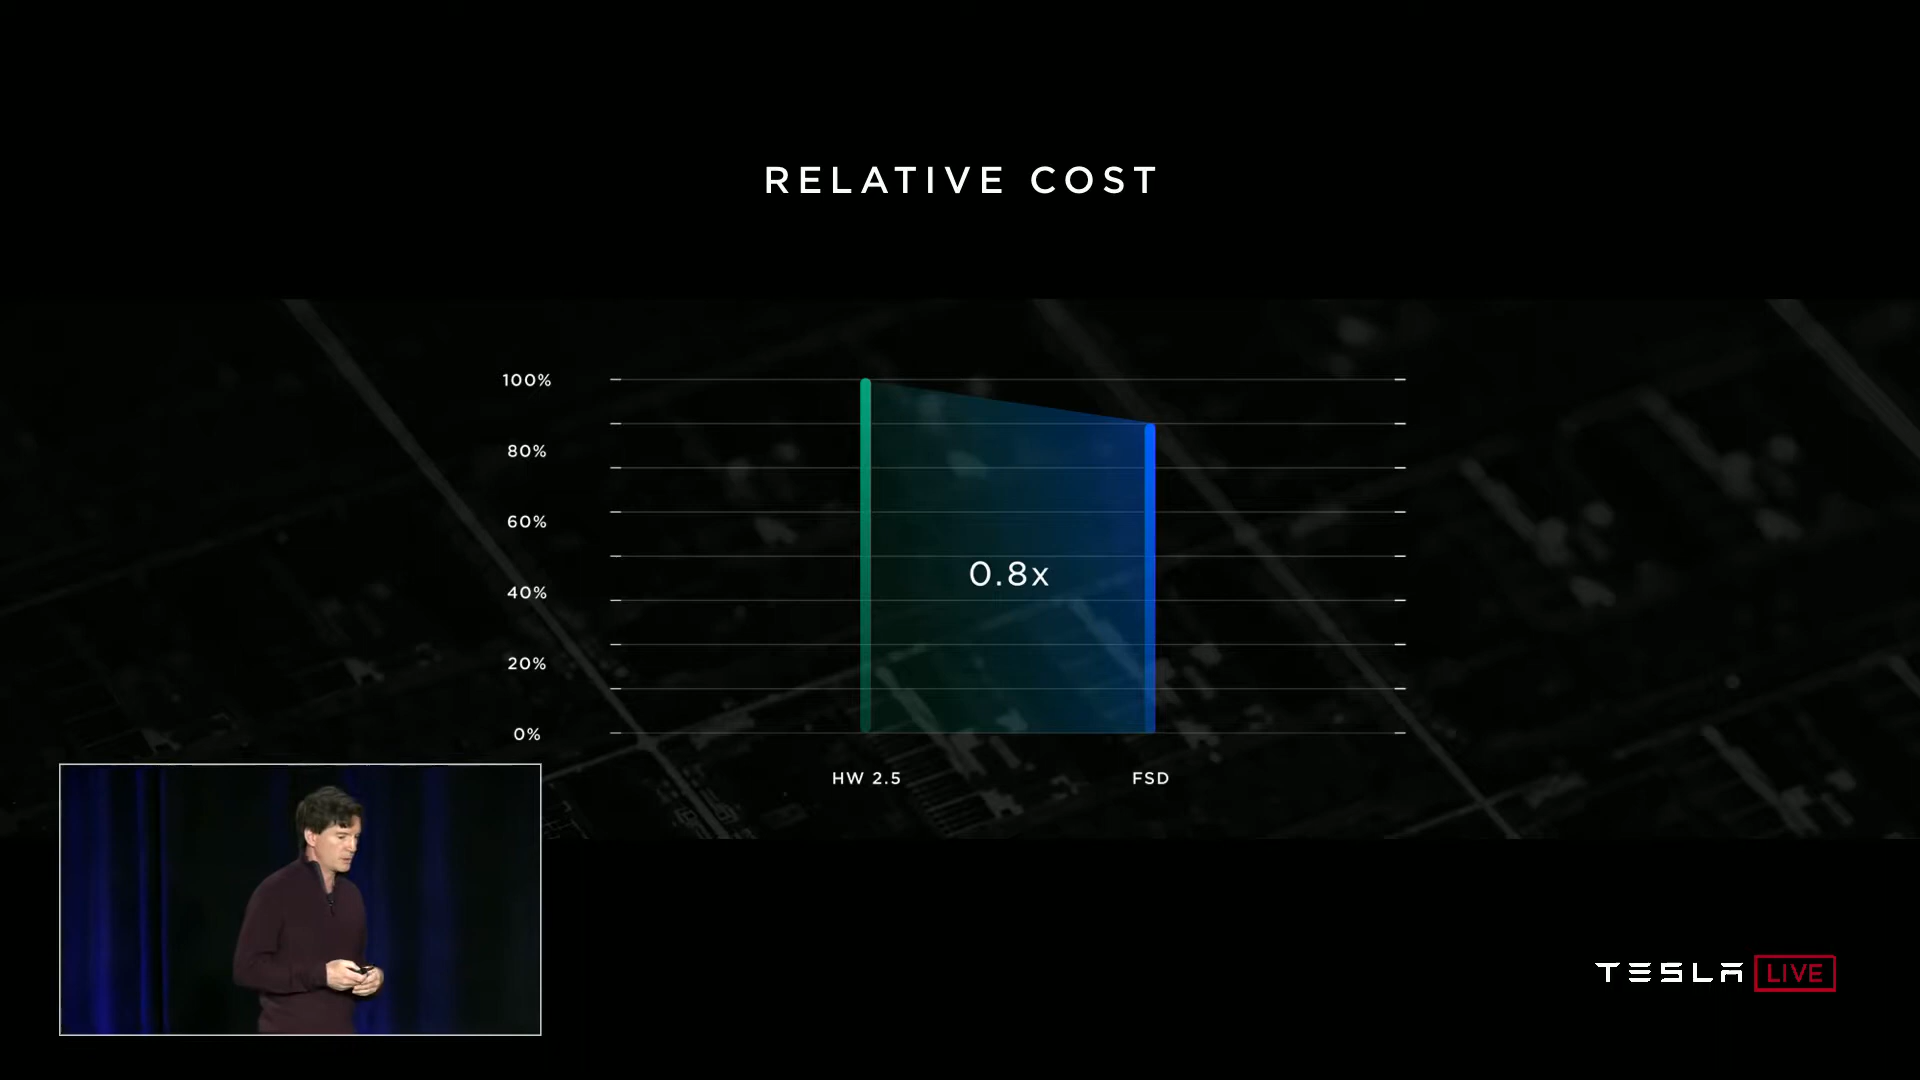 RELATIVE COST
100%
80%
60%
40%
20%
0%
0.8x
HW 2.5
FSD
TESLA LIVE